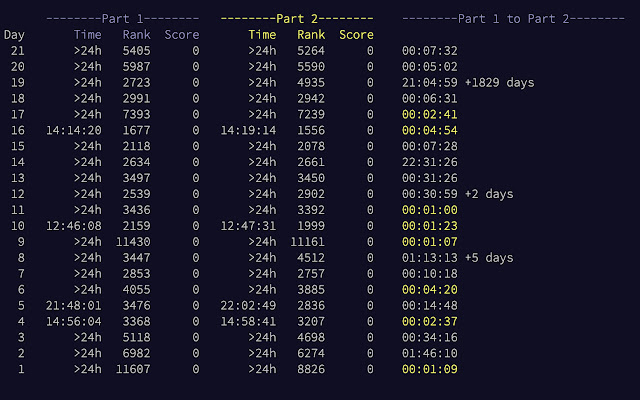 --------Part 1-------- --------Part 2-------- --------Part 1 to Part 2--------
Day Time Rank Score Time Rank Score
21 >24h 5405 0 >24h 5264 0 00:07:32
20 >24h 5987 0 >24h 5590 0 00:05:02
19 >24h 2723 0 >24h 4935 0 21:04:59 +1829 days
18 >24h 2991 0 >24h 2942 0 00:06:31
17 >24h 7393 0 >24h 7239 0 00:02:41
16 14:14:20 1677 0 14:19:14 1556 0 00:04:54
15 >24h 2118 0 >24h 2078 0 00:07:28
14 >24h 2634 0 >24h 2661 0 22:31:26
13 >24h 3497 0 >24h 3450 0 00:31:26
12 >24h 2539 0 >24h 2902 0 00:30:59 +2 days
11 >24h 3436 0 >24h 3392 0 00:01:00
10 12:46:08 2159 0 12:47:31 1999 0 00:01:23
9 >24h 11430 0 >24h 11161 0 00:01:07
8 >24h 3447 0 >24h 4512 0 01:13:13 +5 days
7 >24h 2853 0 >24h 2757 0 00:10:18
6 >24h 4055 0 >24h 3885 0 00:04:20
5 21:48:01 3476 0 22:02:49 2836 0 00:14:48
4 14:56:04 3368 0 14:58:41 3207 0 00:02:37
3 >24h 5118 0 >24h 4698 0 00:34:16
2 >24h 6982 0 >24h 6274 0 01:46:10
1 >24h 11607 0 >24h 8826 0 00:01:09